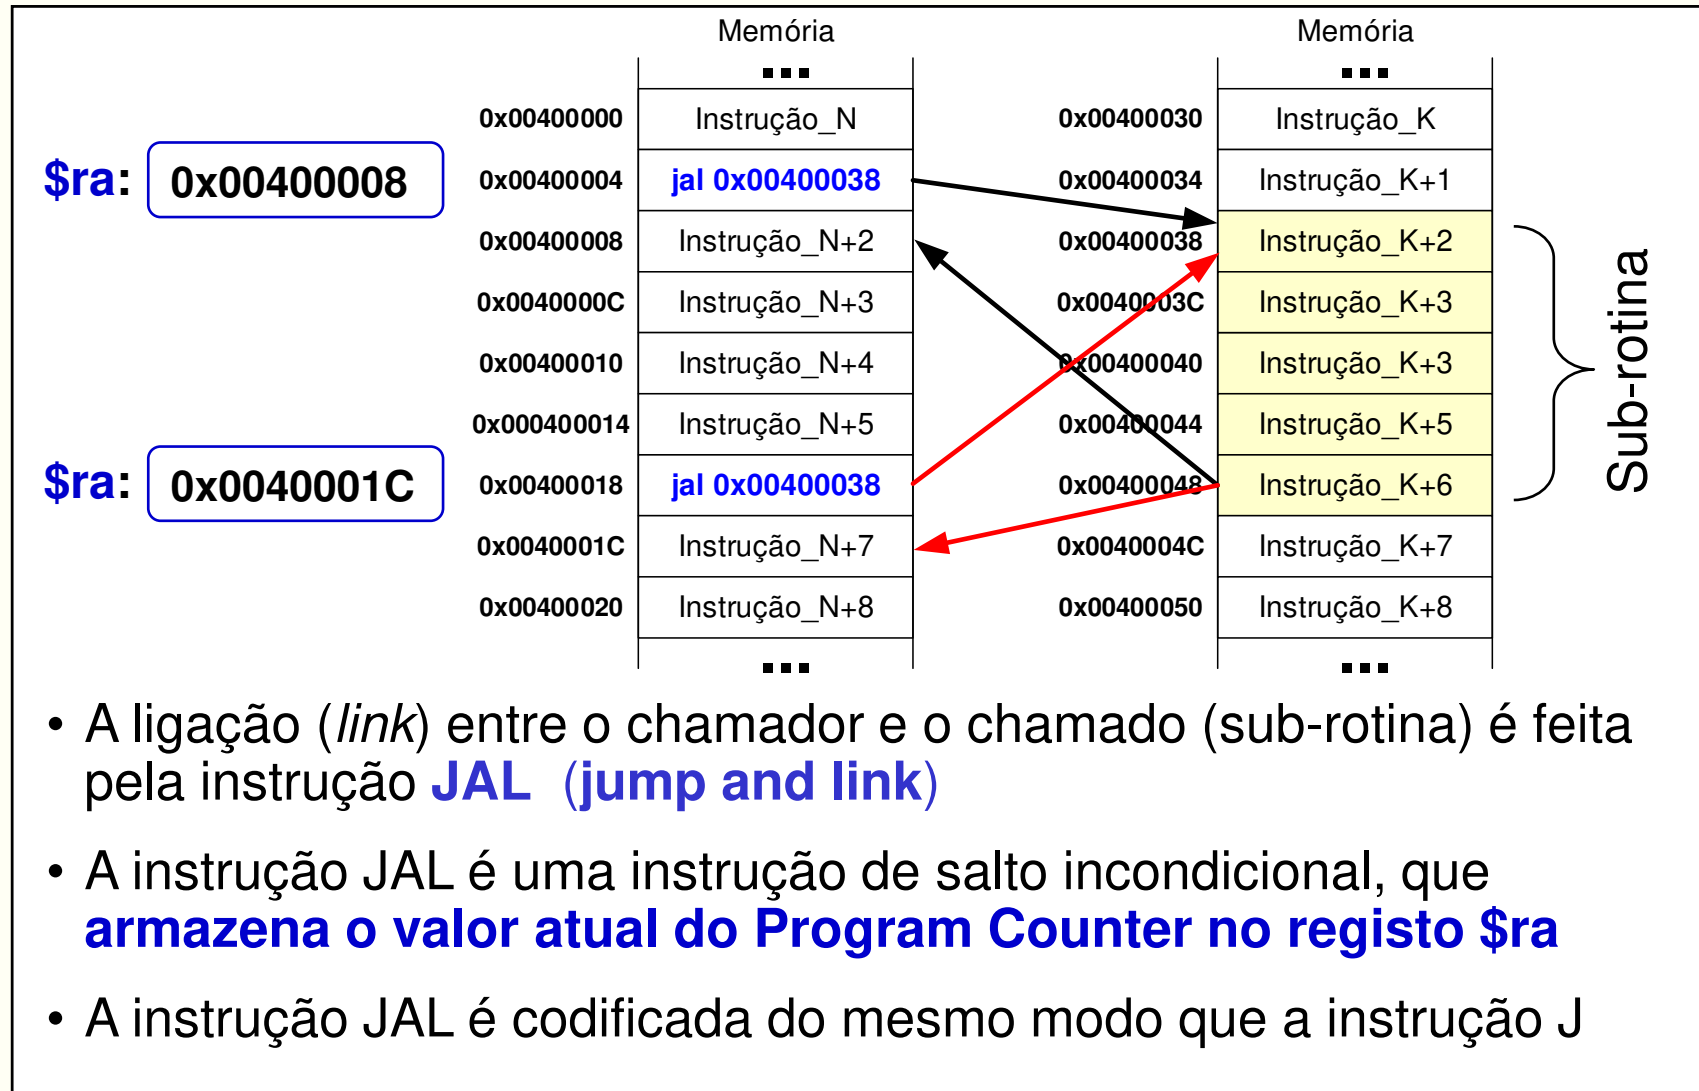 Memória Memória
... ...
0x00400000 Instrução_N 0x00400030 Instrução_K
$ra: 0x00400008 0x00400004 jal 0x00400038 0x00400034 Instrução_K+1
0x00400008 Instrução_N+2 0x00400038 Instrução_K+2
0x0040000C Instrução_N+3 0x0040003C Instrução_K+3
0x00400010 Instrução_N+4 0x00400040 Instrução_K+3
0x000400014 Instrução_N+5 0x00400044 Instrução_K+5
$ra: 0x0040001C 0x00400018 jal 0x00400038 0x00400048 Instrução_K+6
0x0040001C Instrução_N+7 0x0040004C Instrução_K+7
0x00400020 Instrução_N+8 0x00400050 Instrução_K+8
... ...
Sub-rotina
• A ligação (link) entre o chamador e o chamado (sub-rotina) é feita
pela instrução JAL (jump and link)
• A instrução JAL é uma instrução de salto incondicional, que
armazena o valor atual do Program Counter no registo $ra
• A instrução JAL é codificada do mesmo modo que a instrução J